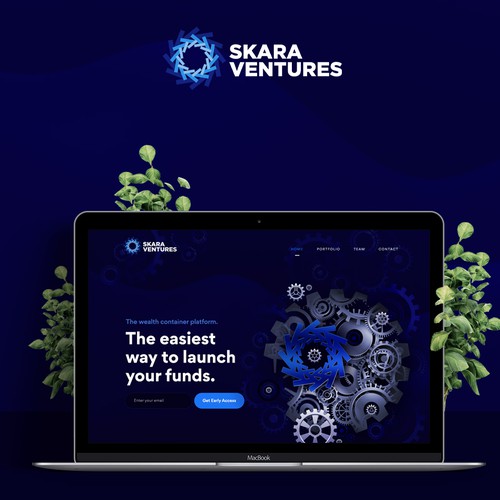 SKARA
VENTURES
SKARA
VENTURES
HOME
PORTFOLIO
TEAM
CONTACT
The wealth container platform.
The easiest
way to launch
your funds.
Enter your email
Get Early Access
MacBook